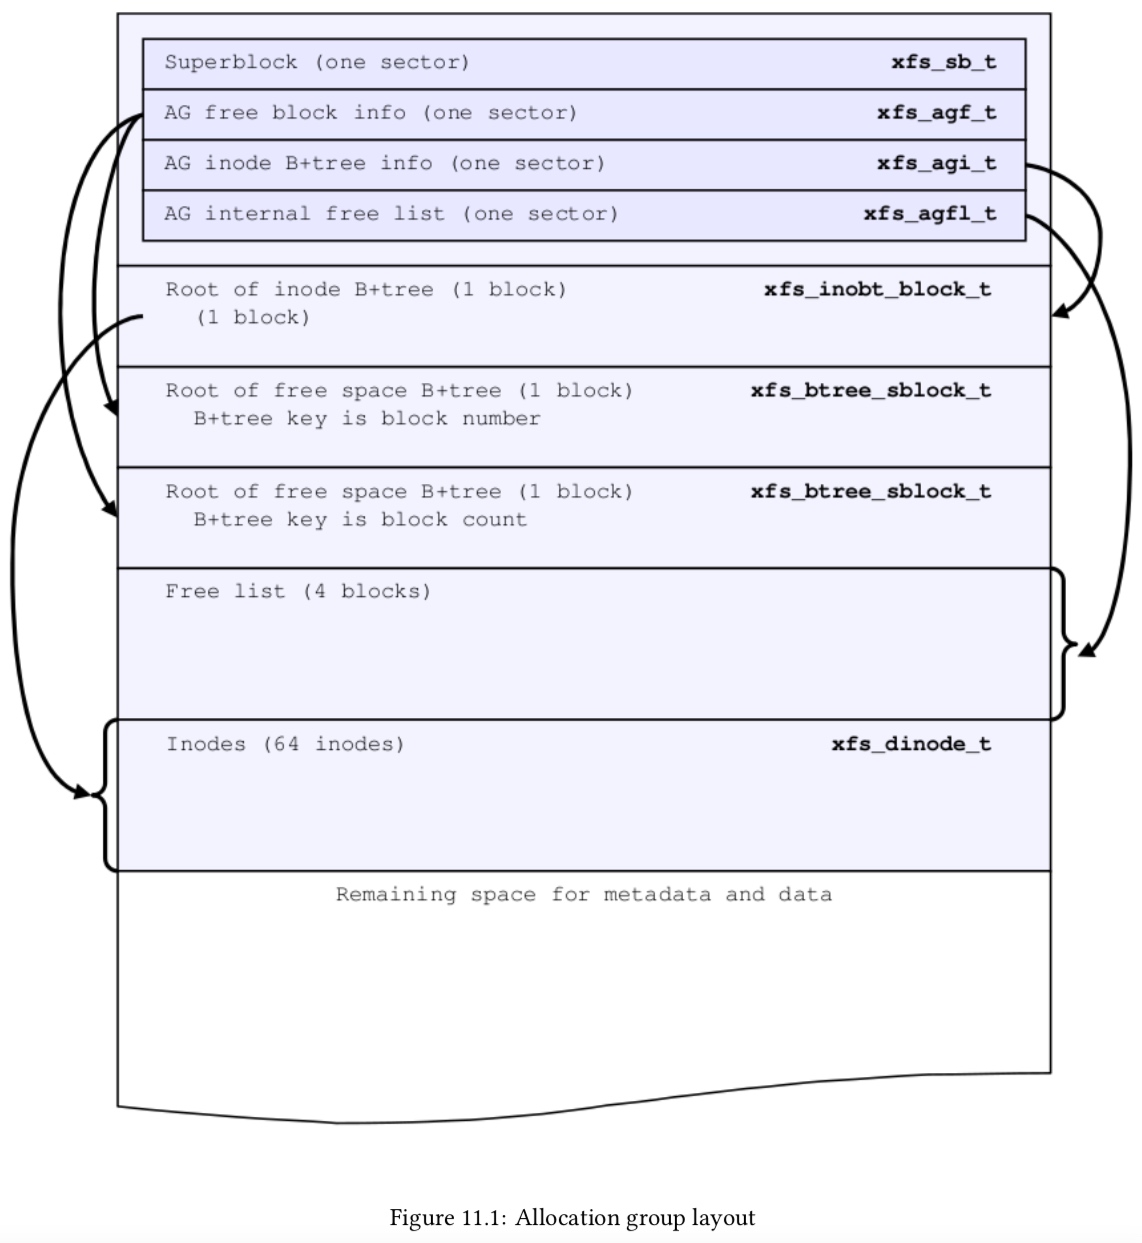 Superblock (one sector) xfs_sb_t
AG free block info (one sector) xfs_agf_t
AG inode B+tree info (one sector) xfs_agi_t
AG internal free list (one sector) xfs_agfl_t
Root of inode B+tree (1 block) xfs_inobt_block_t
(1 block)
Root of free space B+tree (1 block) xfs_btree_sblock_t
B+tree key is block number
Root of free space B+tree (1 block) xfs_btree_sblock_t
B+tree key is block count
Free list (4 blocks)
Inodes (64 inodes) xfs_dinode_t
Remaining space for metadata and data
Figure 11.1: Allocation group layout